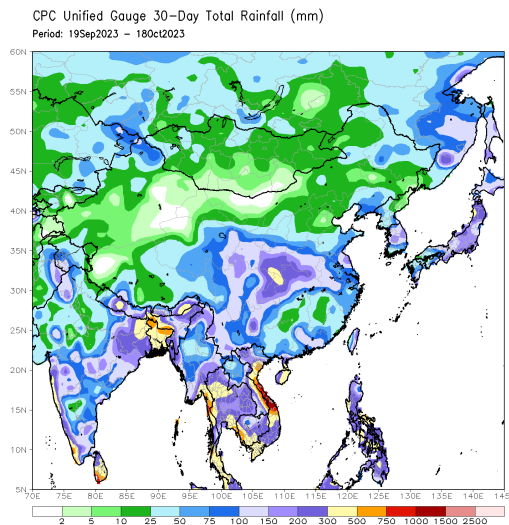 CPC Unified Gauge 30-Day Total Rainfall (mm)
Period: 19Sep2023 - 18Oct2023
60N
55N
50N
45N
40N
35N
30N
25N
20N
15N
10N
5N
70E 75E 80E 85E 90E 95E 100E 105E 110E 115E 120E 125E 130E 135E 140E 145E
2 5 10 25 50 75 100 150 200 300 500 750 1000 1500 2500